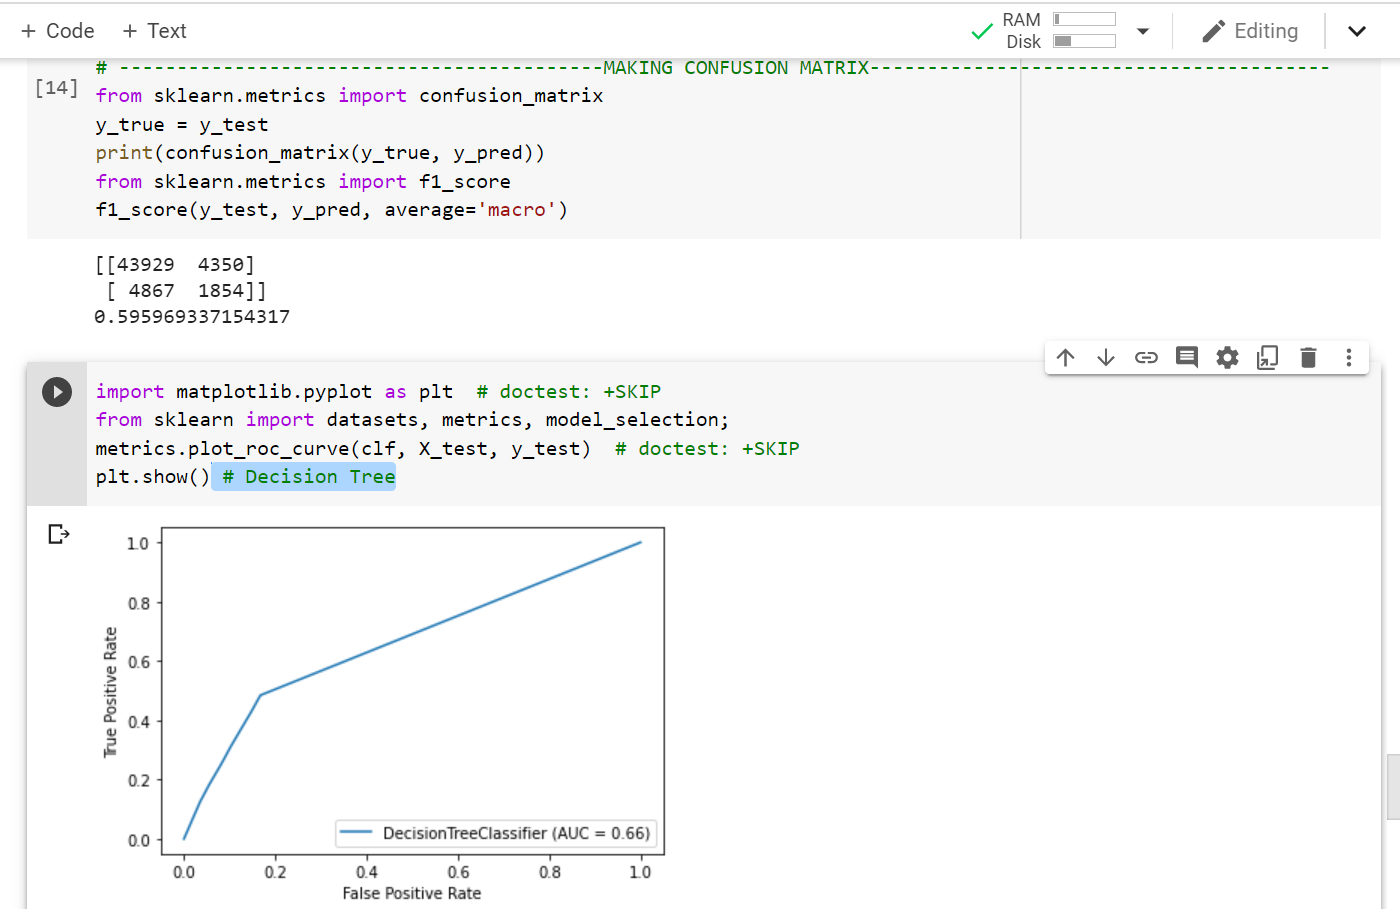 + Code + Text
RAM
Disk
Editing
# ------------------------------------------MAKING CONFUSION MATRIX----------------------------------------
[14]
from sklearn.metrics import confusion_matrix
y_true = y_test
print(confusion_matrix(y_true, y_pred))
from sklearn.metrics import f1_score
f1_score(y_test, y_pred, average='macro')
[[43929  4350]
 [ 4867  1854]]
0.595969337154317
import matplotlib.pyplot as plt  # doctest: +SKIP
from sklearn import datasets, metrics, model_selection;
metrics.plot_roc_curve(clf, X_test, y_test)  # doctest: +SKIP
plt.show() # Decision Tree
1.0
0.8
0.6
0.4
0.2
0.0
True Positive Rate
DecisionTreeClassifier (AUC = 0.66)
0.0 0.2 0.4 0.6 0.8 1.0
False Positive Rate